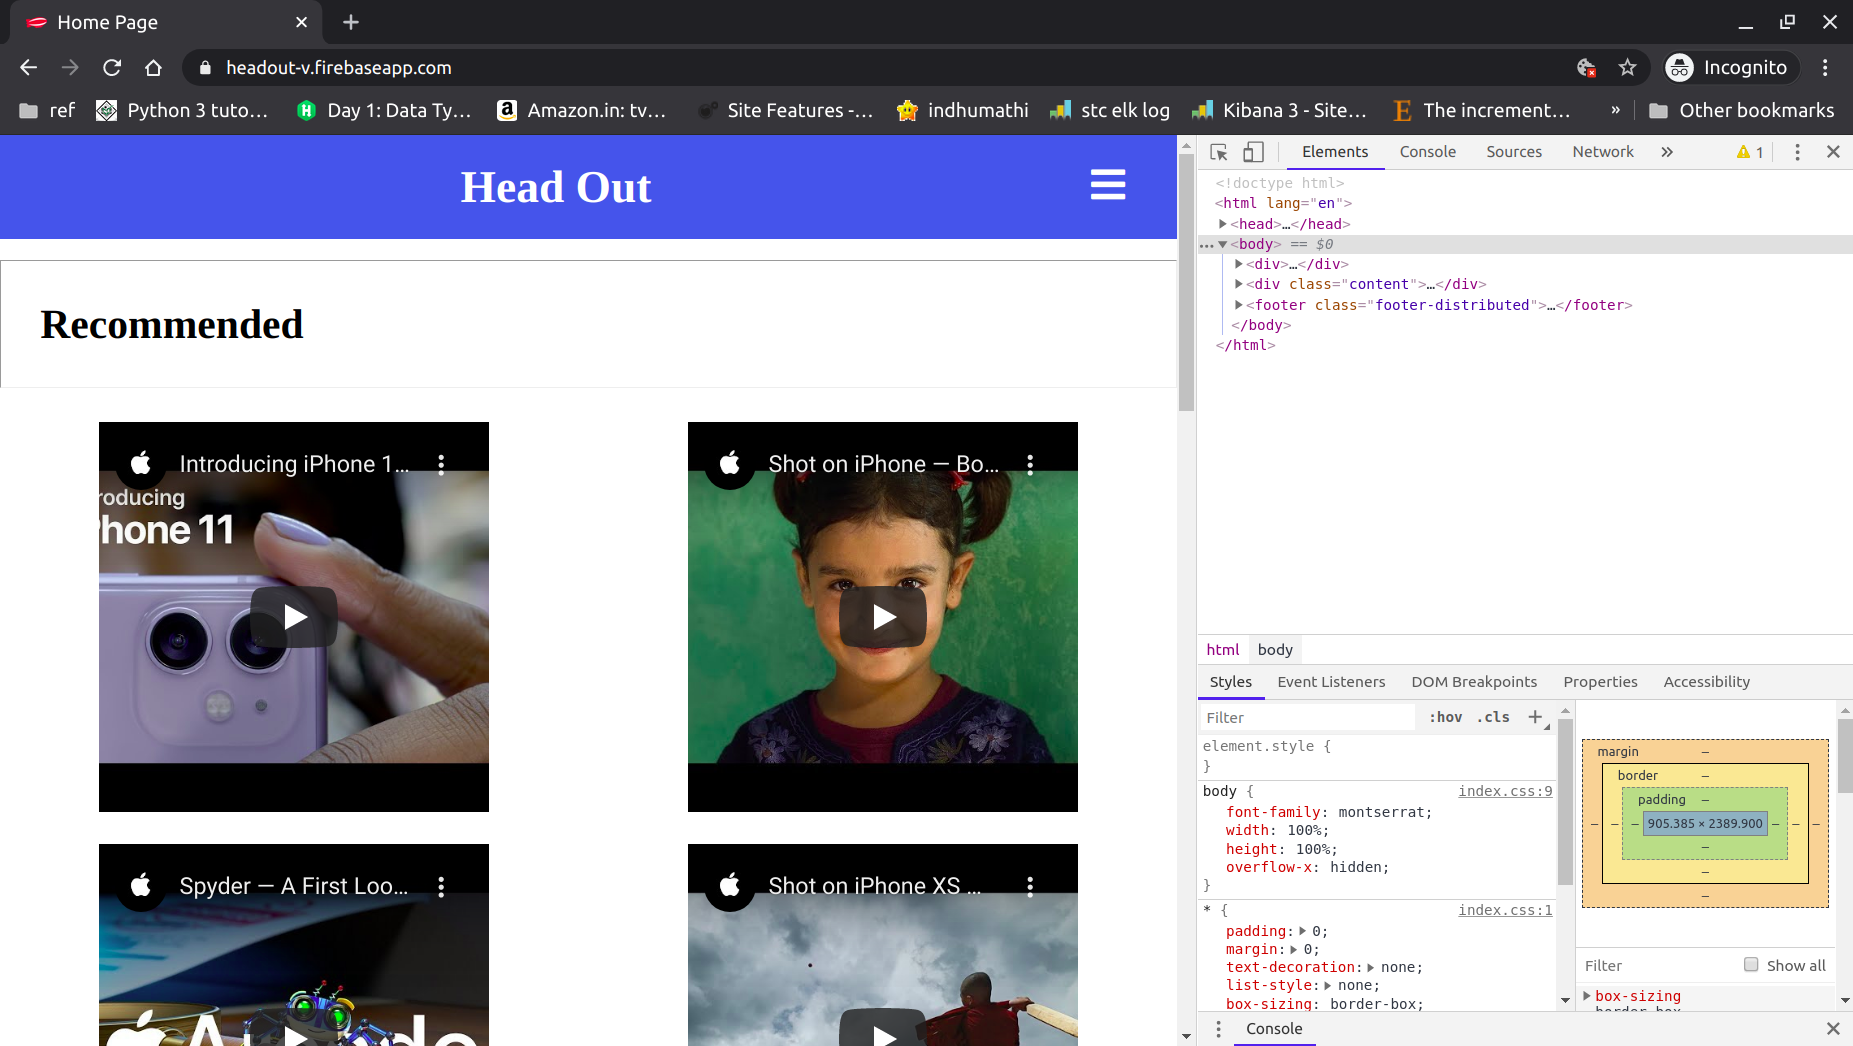 Home Page
headout-v.firebaseapp.com
Incognito
ref
Python 3 tuto...
Day 1: Data Ty...
Amazon.in: tv...
Site Features -...
indhumathi
stc elk log
Kibana 3 - Site...
The increment...
»
Other bookmarks
Head Out
Recommended
Introducing iPhone 1...
roducing
hone 11
Shot on iPhone — Bo...
Spyder — A First Loo...
Shot on iPhone XS ...
Elements
Console
Sources
Network
»
1
<!doctype html>
<html lang="en">
<head>…</head>
<body> == $0
<div>…</div>
<div class="content">…</div>
<footer class="footer-distributed">…</footer>
</body>
</html>
html
body
Styles
Event Listeners
DOM Breakpoints
Properties
Accessibility
Filter
:hov
.cls
+
element.style {
}
body {
index.css:9
font-family: montserrat;
width: 100%;
height: 100%;
overflow-x: hidden;
}
* {
index.css:1
padding: 0;
margin: 0;
text-decoration: none;
list-style: none;
box-sizing: border-box;
margin –
border –
padding –
– – – 905.385 × 2389.900 – – –
–
–
–
Filter
Show all
box-sizing
border-box
Console